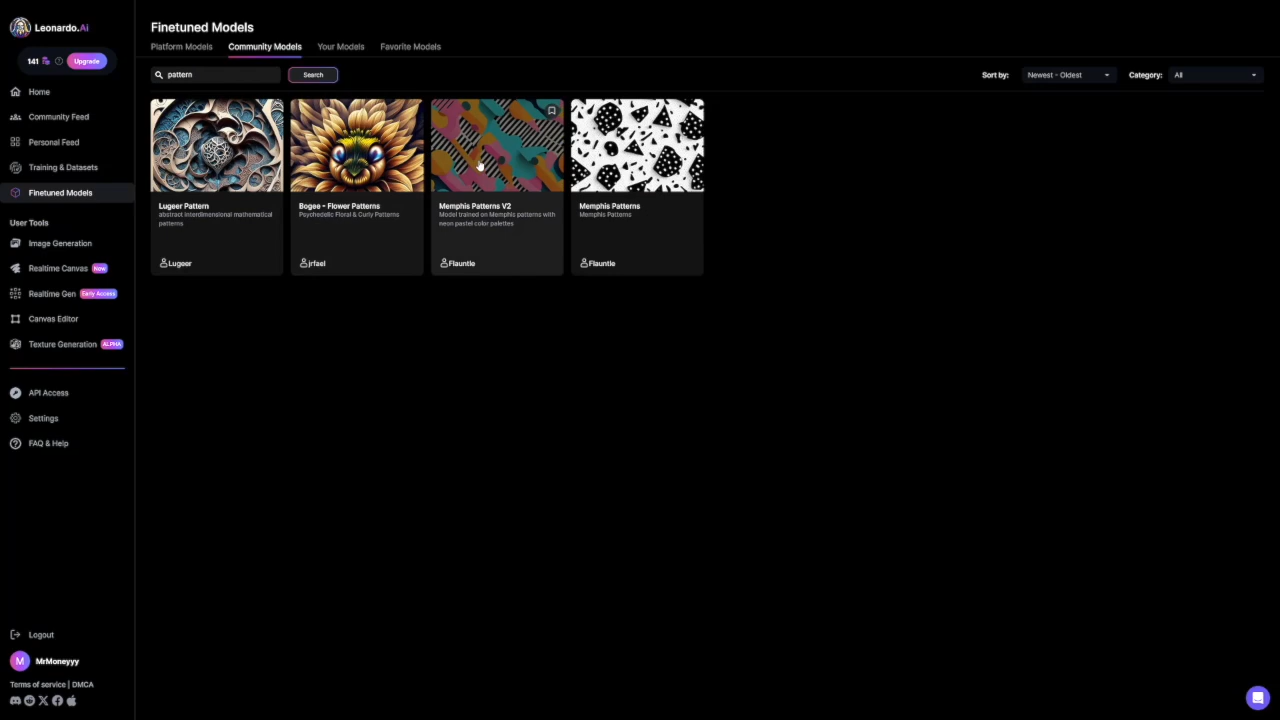 Leonardo.Ai
141
Upgrade
Home
Community Feed
Personal Feed
Training & Datasets
Finetuned Models
User Tools
Image Generation
Realtime Canvas New
Realtime Gen Early Access
Canvas Editor
Texture Generation ALPHA
API Access
Settings
FAQ & Help
Logout
M MrMoneyyy
Terms of service | DMCA
Finetuned Models
Platform Models Community Models Your Models Favorite Models
pattern Search
Sort by: Newest - Oldest Category: All
Lugeer Pattern
abstract interdimensional mathematical
patterns
Lugeer
Bogee - Flower Patterns
Psychedelic Floral & Curly Patterns
jrfael
Memphis Patterns V2
Model trained on Memphis patterns with
neon pastel color palettes
Flauntle
Memphis Patterns
Memphis Patterns
Flauntle